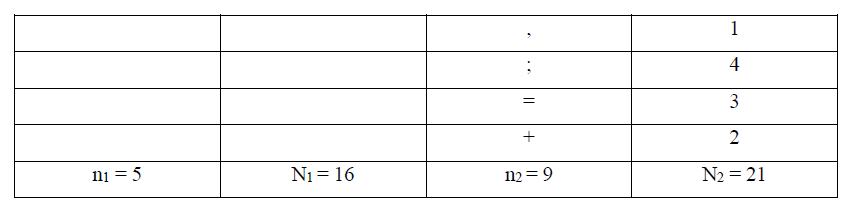 , 1
; 4
= 3
+ 2
n₁ = 5 N₁ = 16 n₂ = 9 N₂ = 21